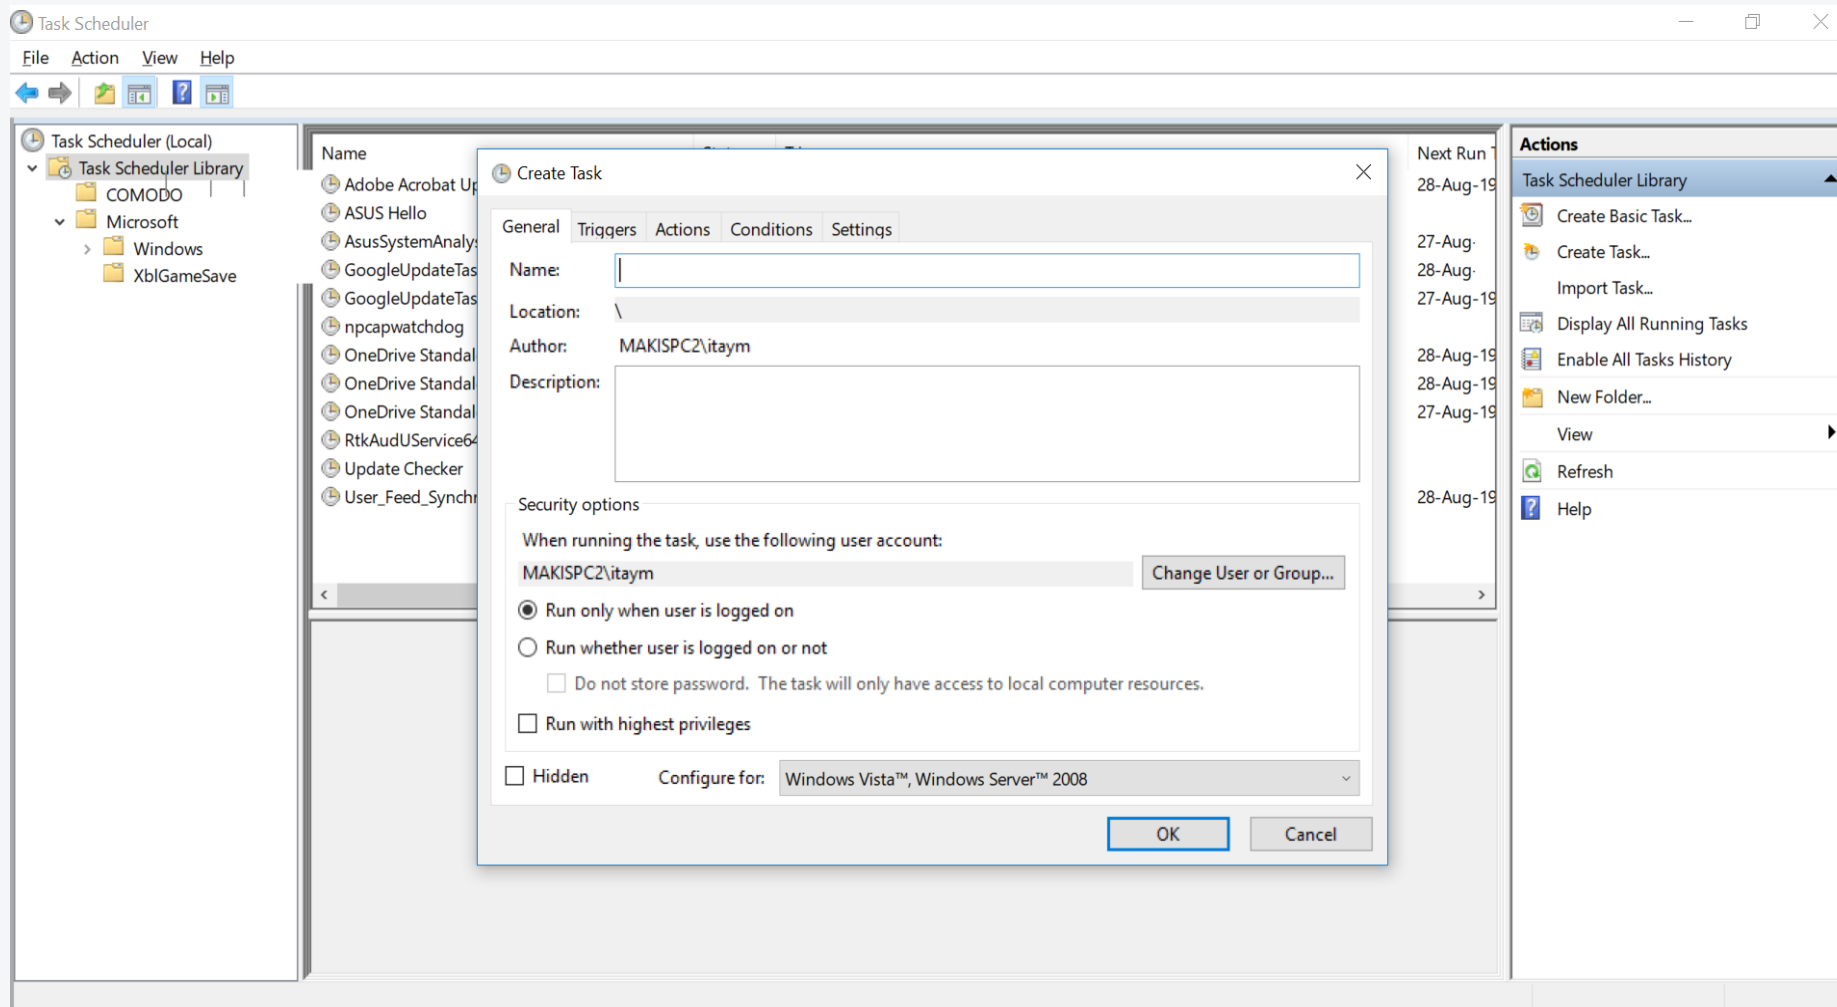 Task Scheduler
File Action View Help
Task Scheduler (Local)
Task Scheduler Library
COMODO
Microsoft
Windows
XblGameSave
Name
Adobe Acrobat Up
ASUS Hello
AsusSystemAnalys
GoogleUpdateTas
GoogleUpdateTas
npcapwatchdog
OneDrive Standal
OneDrive Standal
OneDrive Standal
RtkAudUService64
Update Checker
User_Feed_Synchr
Next Run T
28-Aug-19
27-Aug-
28-Aug-
27-Aug-19
28-Aug-19
28-Aug-19
27-Aug-19
28-Aug-19
Create Task
General Triggers Actions Conditions Settings
Name:
Location: \
Author: MAKISPC2\itaym
Description:
Security options
When running the task, use the following user account:
MAKISPC2\itaym Change User or Group...
Run only when user is logged on
Run whether user is logged on or not
Do not store password. The task will only have access to local computer resources.
Run with highest privileges
Hidden Configure for: Windows Vista™, Windows Server™ 2008
OK Cancel
Actions
Task Scheduler Library
Create Basic Task...
Create Task...
Import Task...
Display All Running Tasks
Enable All Tasks History
New Folder...
View
Refresh
Help